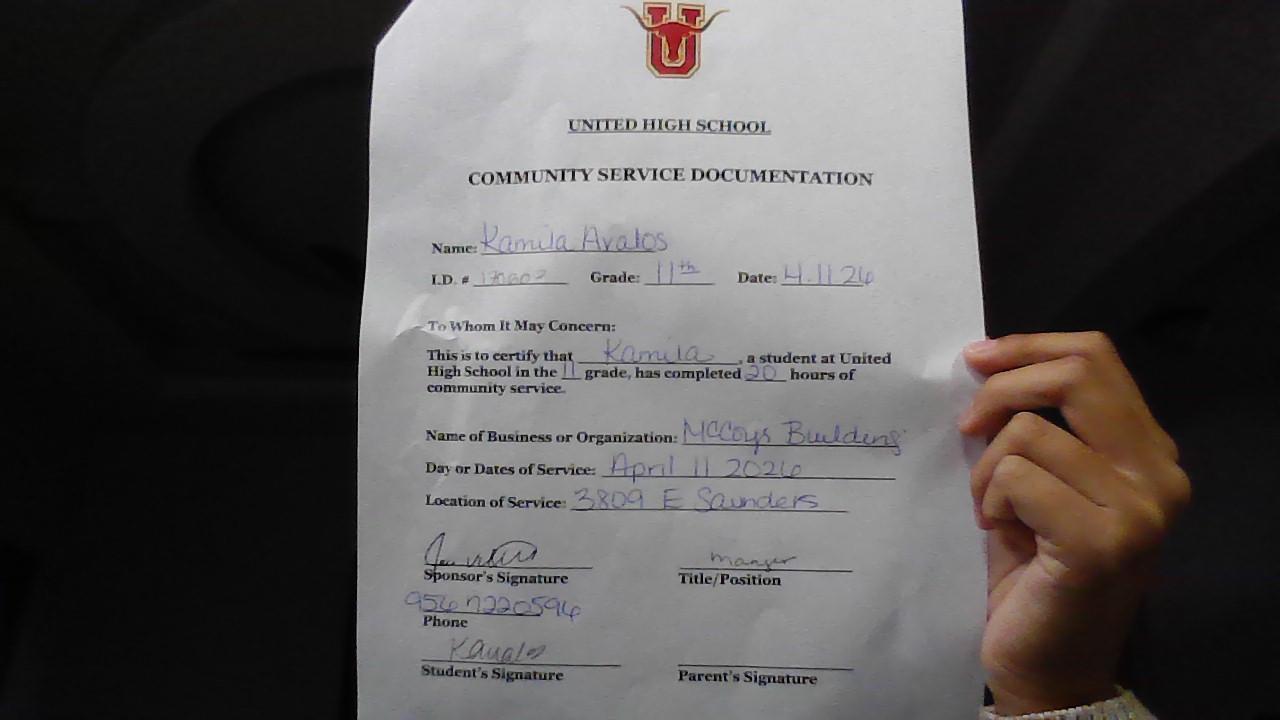 U
UNITED HIGH SCHOOL
COMMUNITY SERVICE DOCUMENTATION
Name: Kamila Avalos
I.D. # Grade: 11th Date: 4.11 26
To Whom It May Concern:
This is to certify that Kamila, a student at United
High School in the 11 grade, has completed 20 hours of
community service.
Name of Business or Organization: McCoys Building
Day or Dates of Service: April 11 2026
Location of Service: 3809 E Saunders
Sponsor's Signature Title/Position
Phone
Student's Signature Parent's Signature